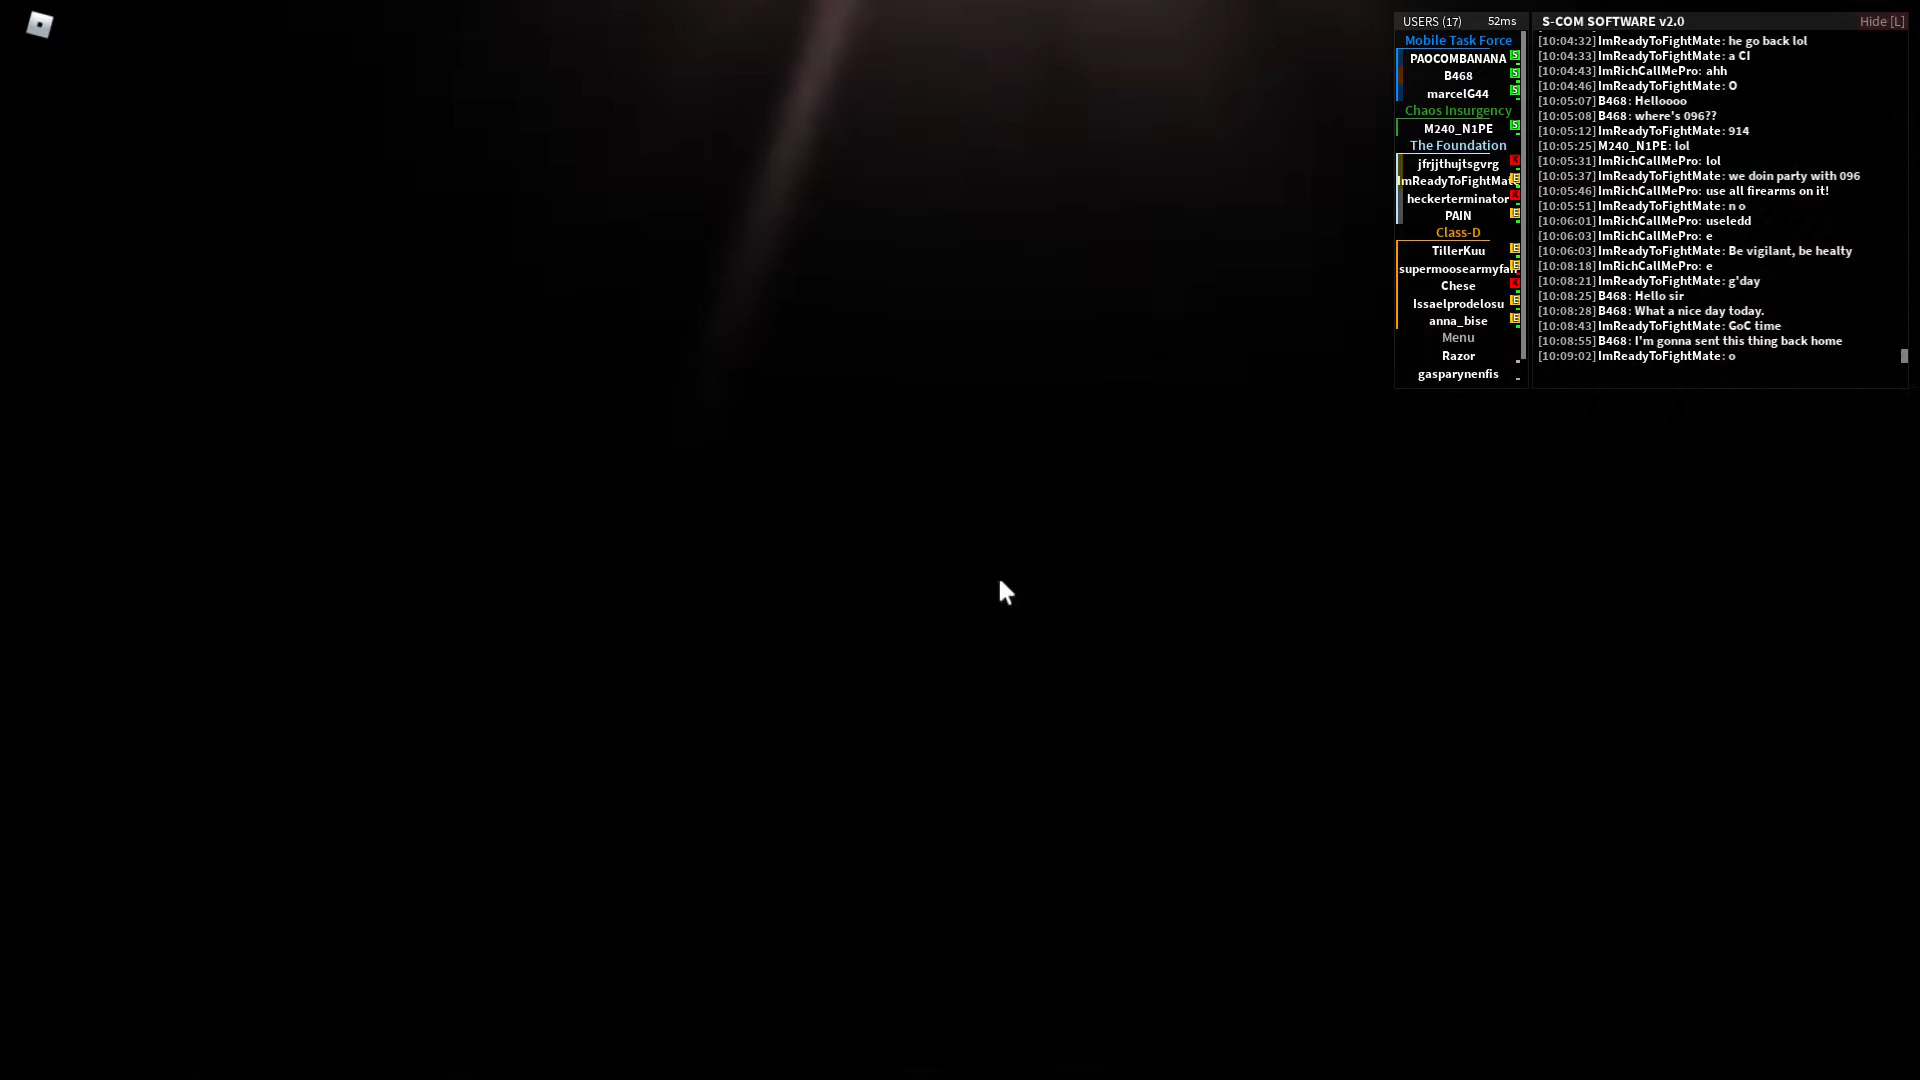 USERS (17) 52ms
Mobile Task Force
PAOCOMBANANA S
B468 S
marcelG44 S
Chaos Insurgency
M240_N1PE S
The Foundation
jfrjjthujtsgvrg K
ImReadyToFightMate E
heckerterminator K
PAIN E
Class-D
TillerKuu E
supermoosearmyfan E
Chese K
Issaelprodelosu E
anna_bise E
Menu
Razor
gasparynenfis
S-COM SOFTWARE v2.0 Hide [L]
[10:04:32] ImReadyToFightMate: he go back lol
[10:04:33] ImReadyToFightMate: a CI
[10:04:43] ImRichCallMePro: ahh
[10:04:46] ImReadyToFightMate: O
[10:05:07] B468: Helloooo
[10:05:08] B468: where's 096??
[10:05:12] ImReadyToFightMate: 914
[10:05:25] M240_N1PE: lol
[10:05:31] ImRichCallMePro: lol
[10:05:37] ImReadyToFightMate: we doin party with 096
[10:05:46] ImRichCallMePro: use all firearms on it!
[10:05:51] ImReadyToFightMate: n o
[10:06:01] ImRichCallMePro: useledd
[10:06:03] ImRichCallMePro: e
[10:06:03] ImReadyToFightMate: Be vigilant, be healty
[10:08:18] ImRichCallMePro: e
[10:08:21] ImReadyToFightMate: g'day
[10:08:25] B468: Hello sir
[10:08:28] B468: What a nice day today.
[10:08:43] ImReadyToFightMate: GoC time
[10:08:55] B468: I'm gonna sent this thing back home
[10:09:02] ImReadyToFightMate: o